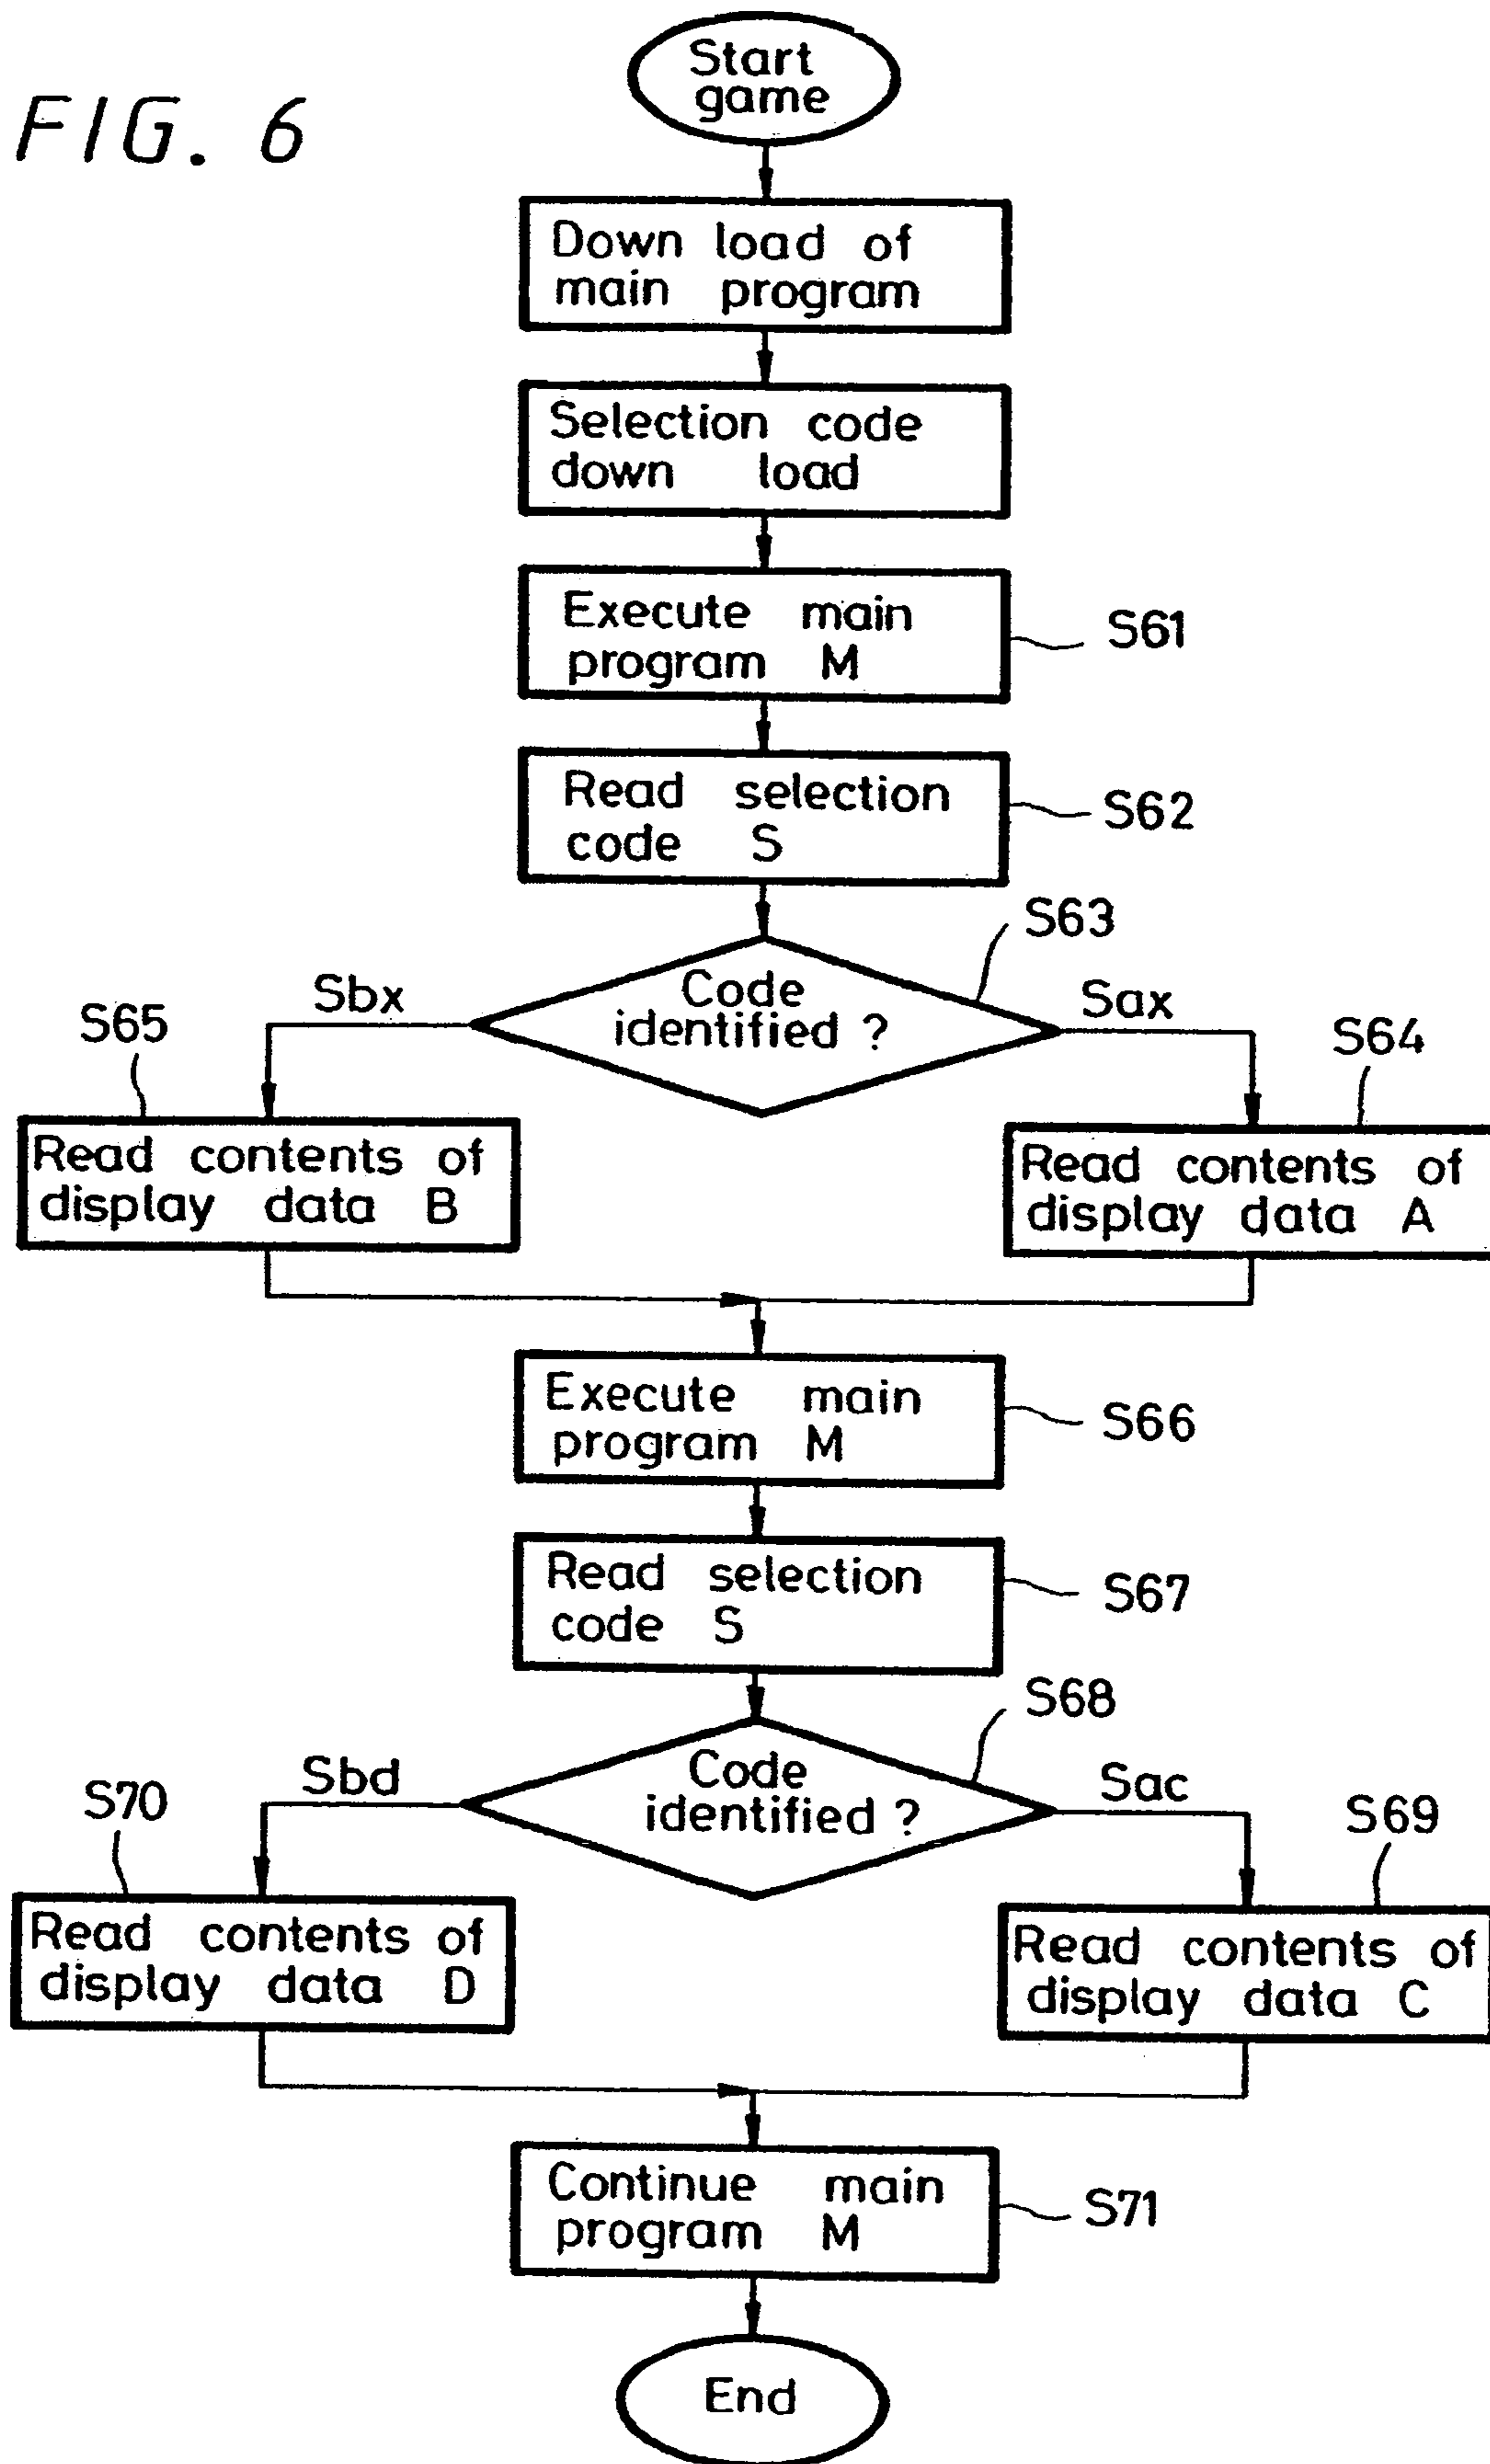 FIG. 6
Start
game
Down load of
main program
Selection code
down load
Execute main
program M
S61
Read selection
code S
S62
S63
Code
identified ?
Sbx
Sax
S65
S64
Read contents of
display data B
Read contents of
display data A
Execute main
program M
S66
Read selection
code S
S67
S68
Code
identified ?
Sbd
Sac
S70
S69
Read contents of
display data D
Read contents of
display data C
Continue main
program M
S71
End